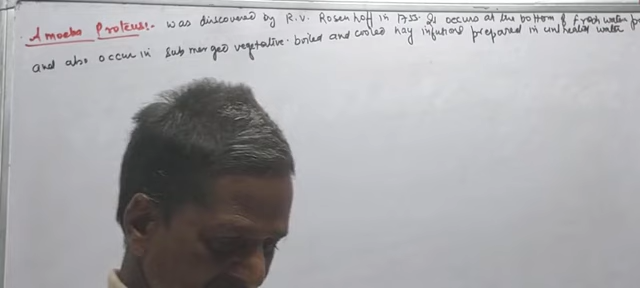 Amoeba Proteus:- was discovered by R.V. Rosenhoff in 1755. It occurs at the bottom of Fresh water
and also occur in submerged vegetative. boiled and cooled hay infusions prepared in unheated water